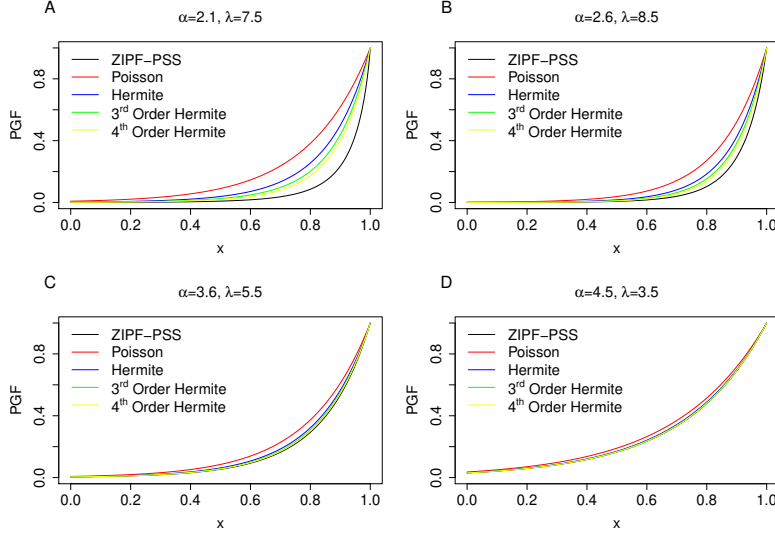 A
α=2.1, λ=7.5
PGF
0.0 0.4 0.8
ZIPF−PSS
Poisson
Hermite
3rd Order Hermite
4th Order Hermite
0.0 0.2 0.4 0.6 0.8 1.0
x
B
α=2.6, λ=8.5
PGF
0.0 0.4 0.8
ZIPF−PSS
Poisson
Hermite
3rd Order Hermite
4th Order Hermite
0.0 0.2 0.4 0.6 0.8 1.0
x
C
α=3.6, λ=5.5
PGF
0.0 0.4 0.8
ZIPF−PSS
Poisson
Hermite
3rd Order Hermite
4th Order Hermite
0.0 0.2 0.4 0.6 0.8 1.0
x
D
α=4.5, λ=3.5
PGF
0.0 0.4 0.8
ZIPF−PSS
Poisson
Hermite
3rd Order Hermite
4th Order Hermite
0.0 0.2 0.4 0.6 0.8 1.0
x